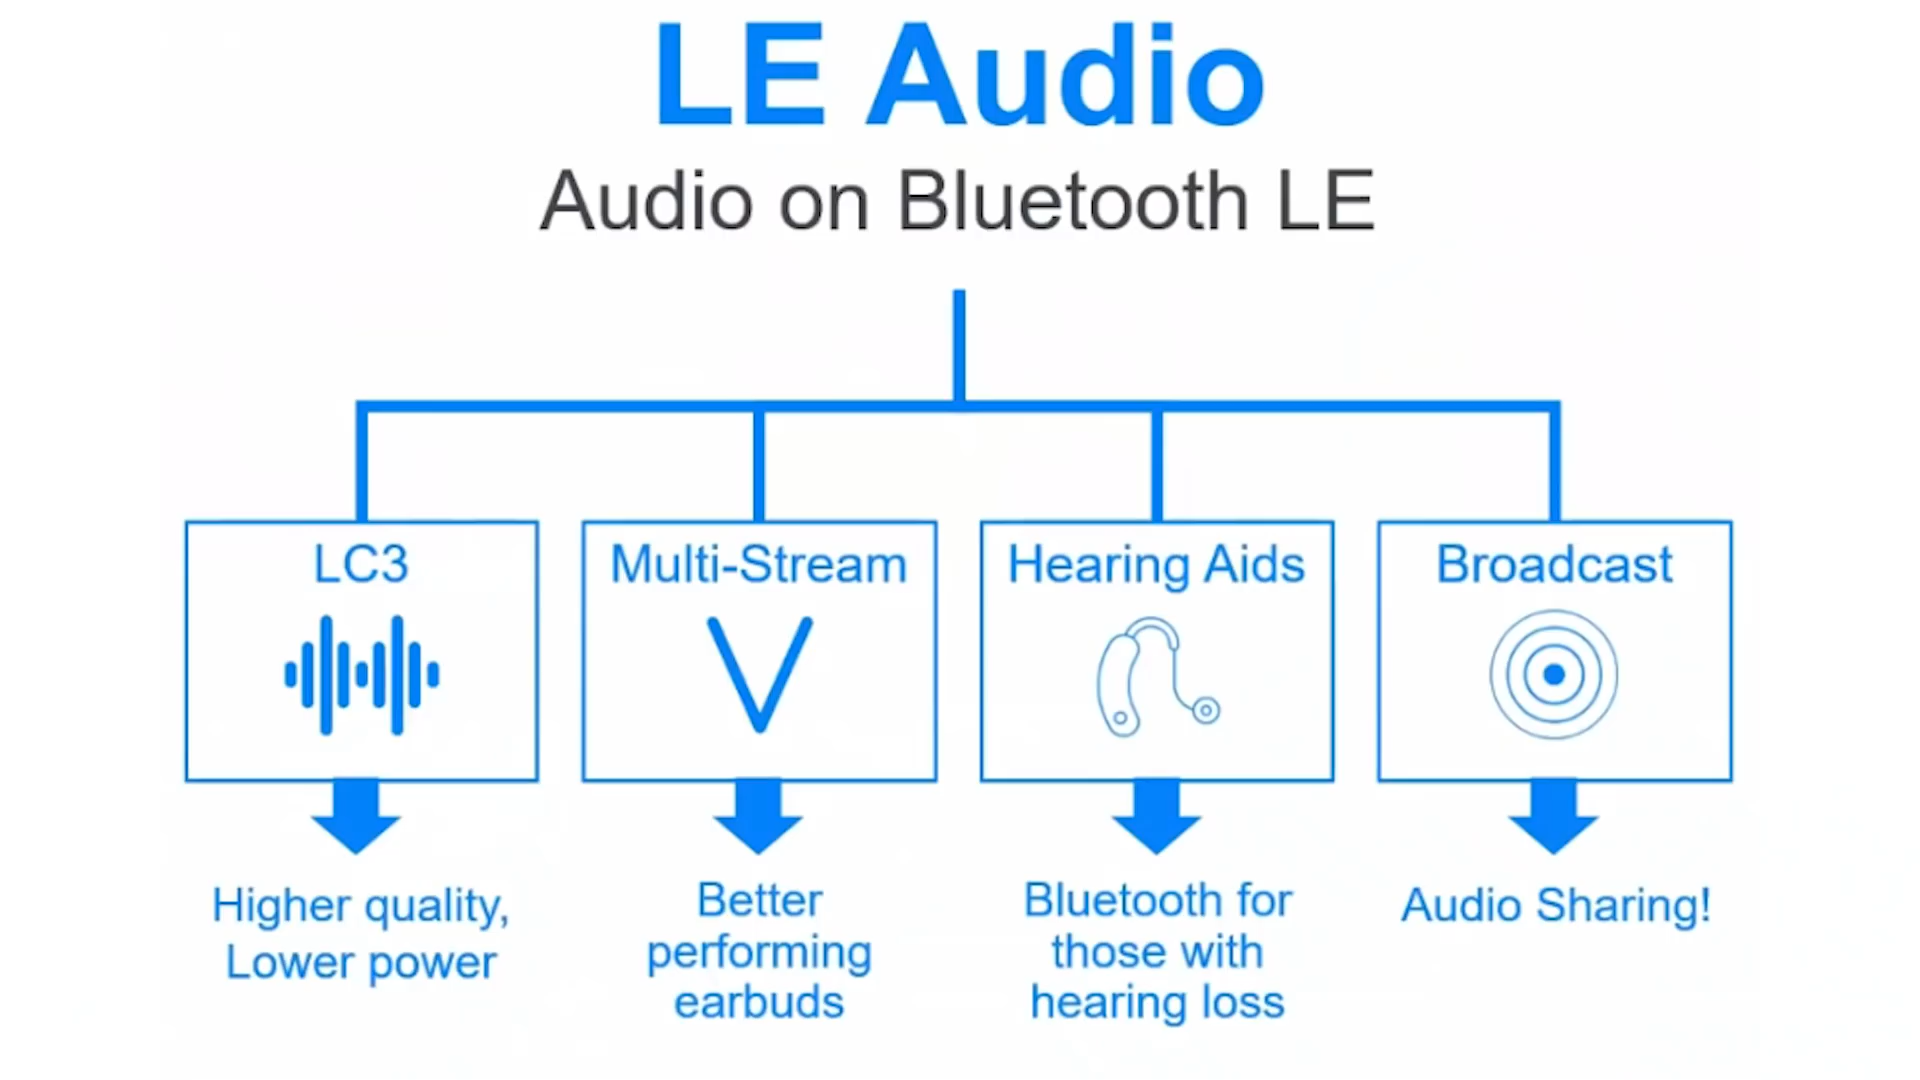 LE Audio
Audio on Bluetooth LE
LC3
Multi-Stream
Hearing Aids
Broadcast
Higher quality,
Lower power
Better
performing
earbuds
Bluetooth for
those with
hearing loss
Audio Sharing!